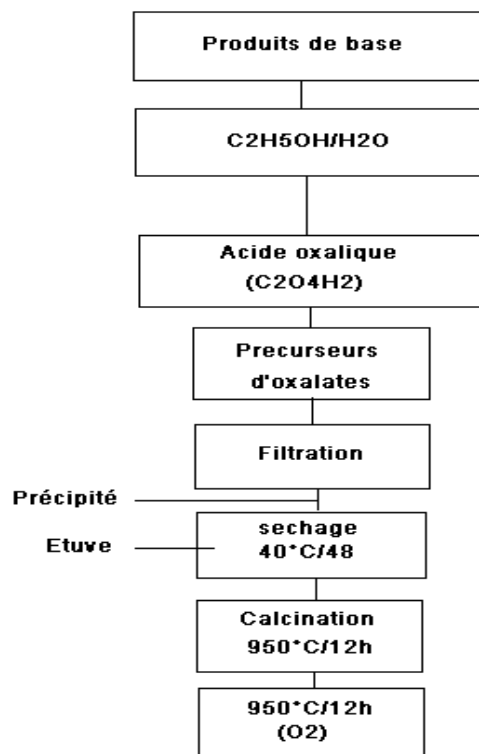 Produits de base
C2H5OH/H2O
Acide oxalique
(C2O4H2)
Precurseurs
d'oxalates
Filtration
Précipité
sechage
Etuve
40°C/48
Calcination
950°C/12h
950°C/12h
(O2)